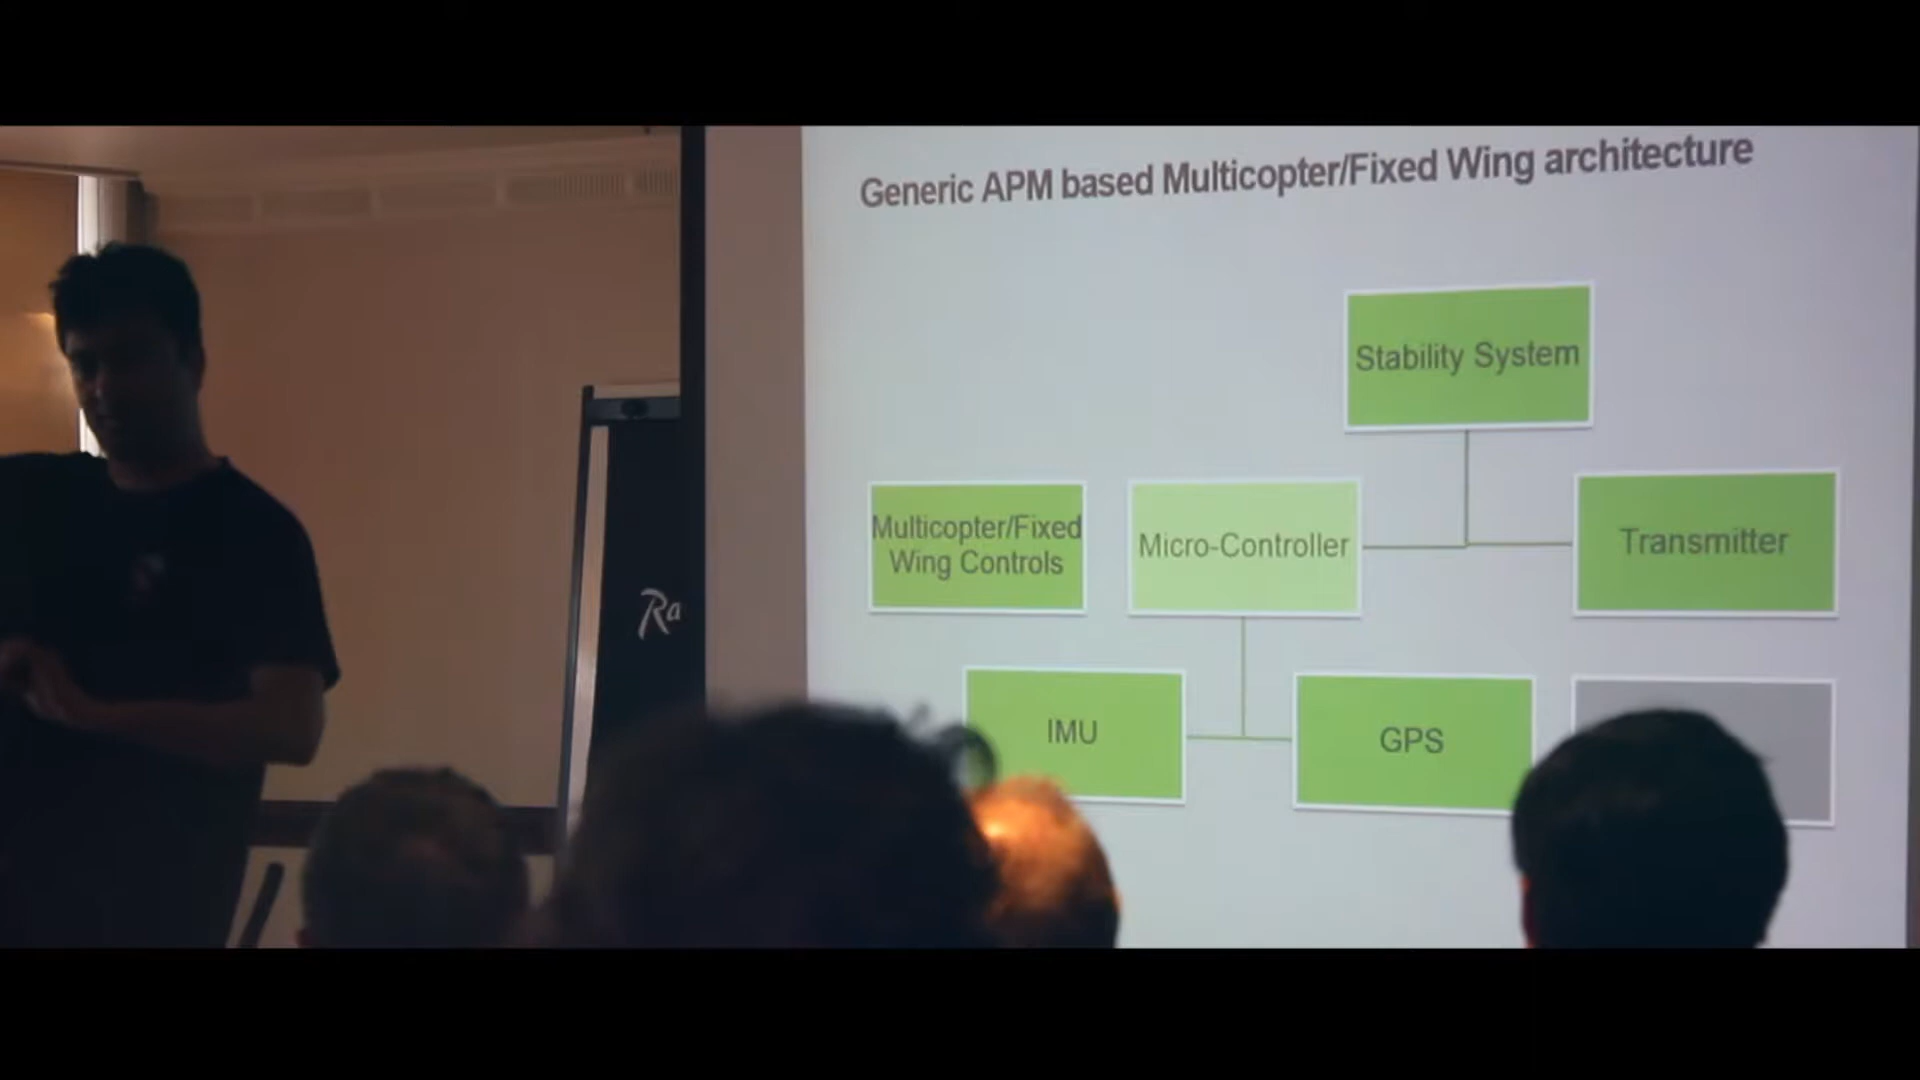 Generic APM based Multicopter/Fixed Wing architecture
Stability System
Multicopter/Fixed
Wing Controls
Micro-Controller
Transmitter
IMU
GPS
Ra